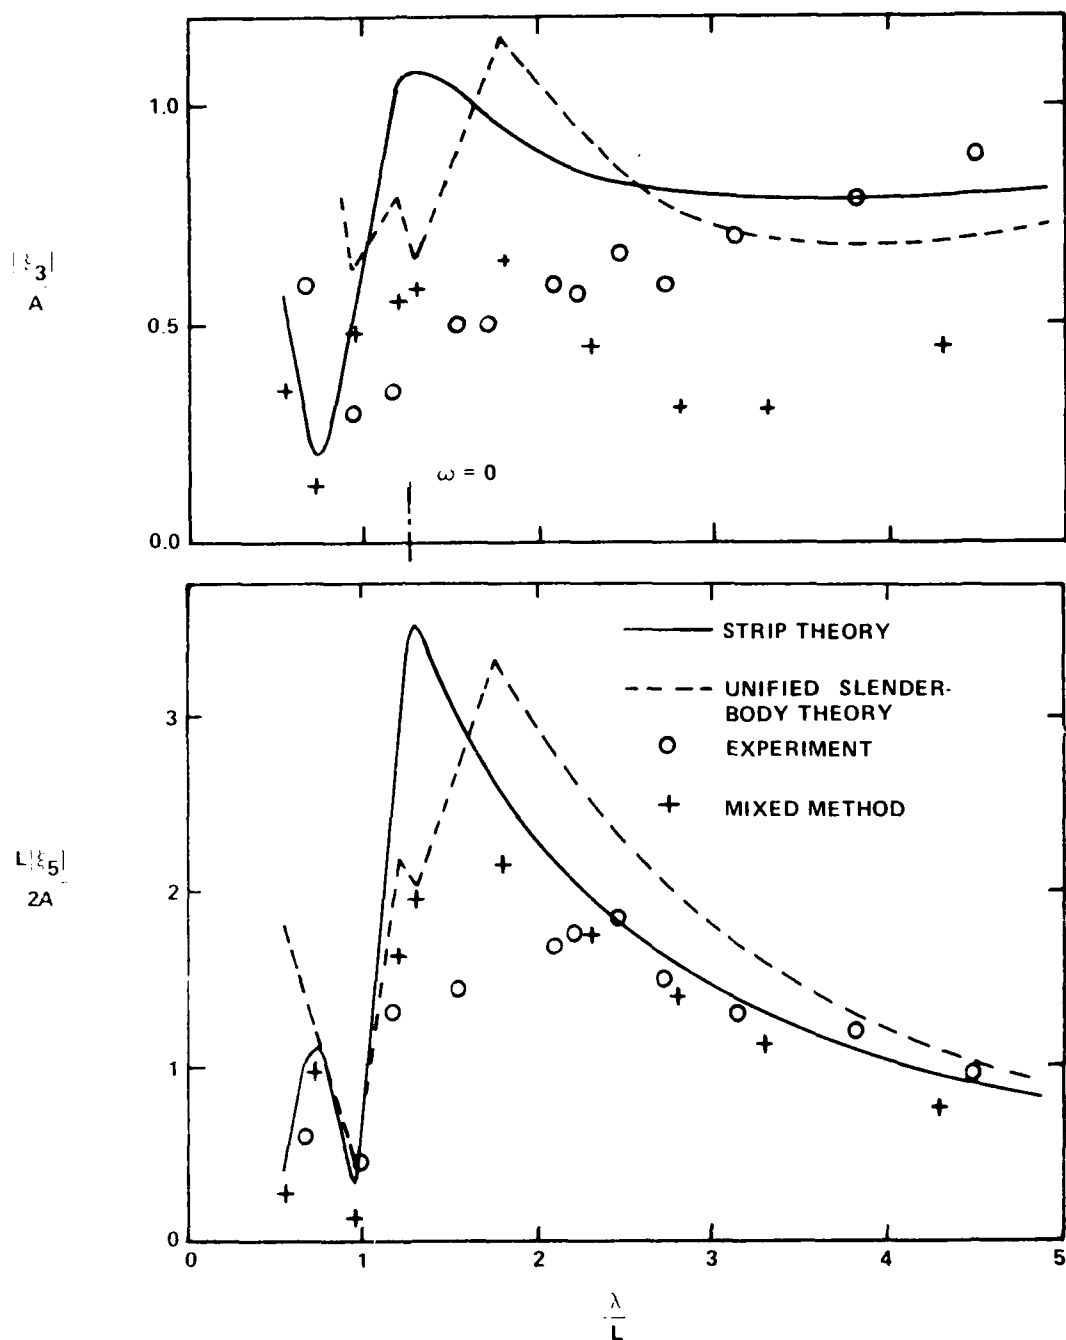 1.0
|ξ3|
A
0.5
ω = 0
0.0
STRIP THEORY
UNIFIED SLENDER-
BODY THEORY
3
EXPERIMENT
MIXED METHOD
L|ξ5|
2A
2
1
0
0 1 2 3 4 5
λ
L